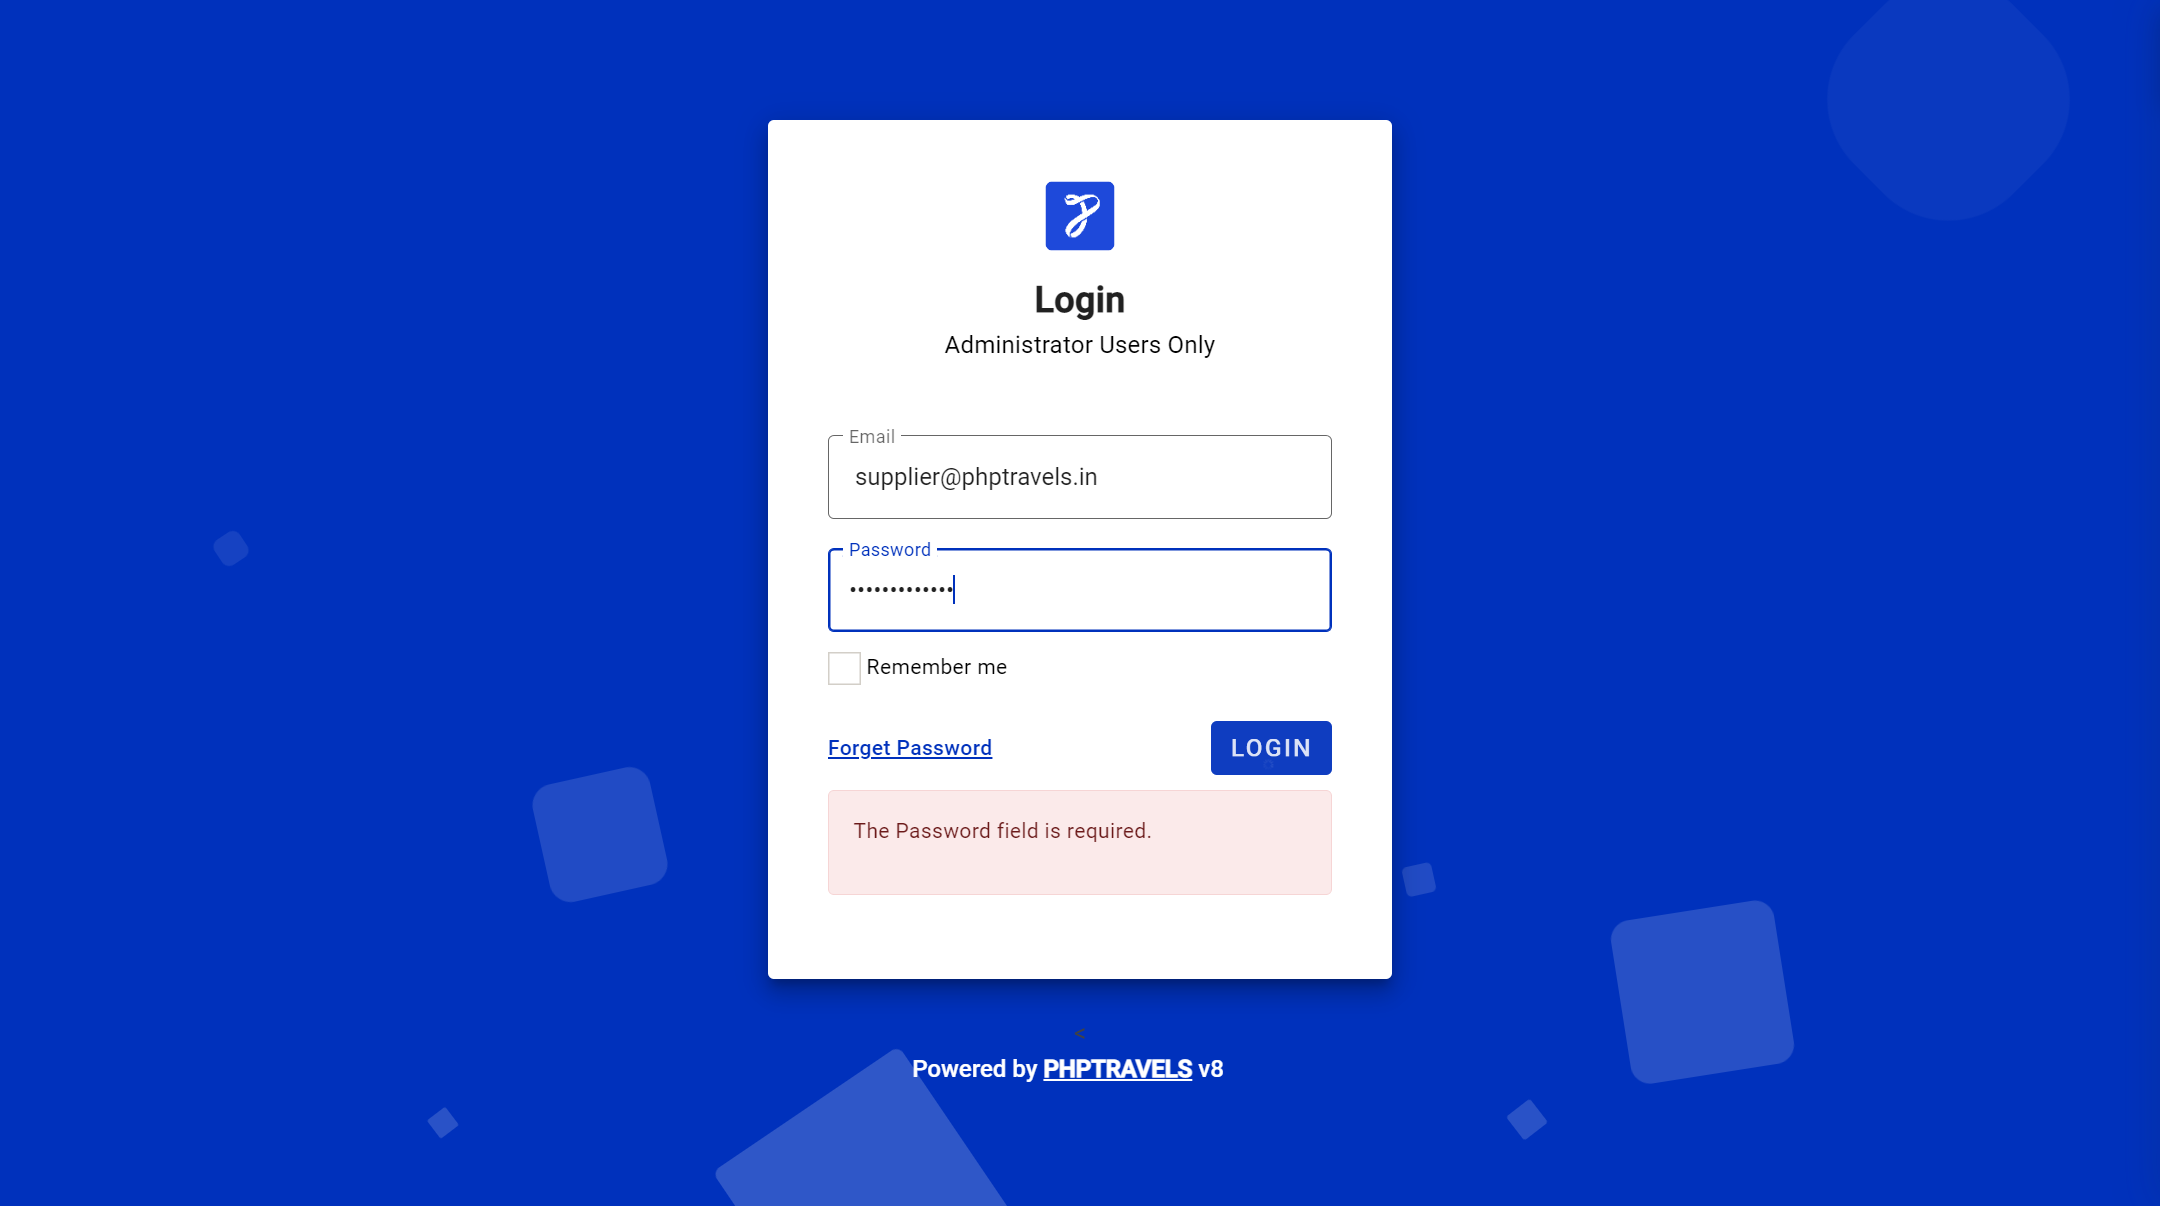 Login
Administrator Users Only
Email
supplier@phptravels.in
Password
•••••••••••••
Remember me
Forget Password
LOGIN
The Password field is required.
<
Powered by PHPTRAVELS v8